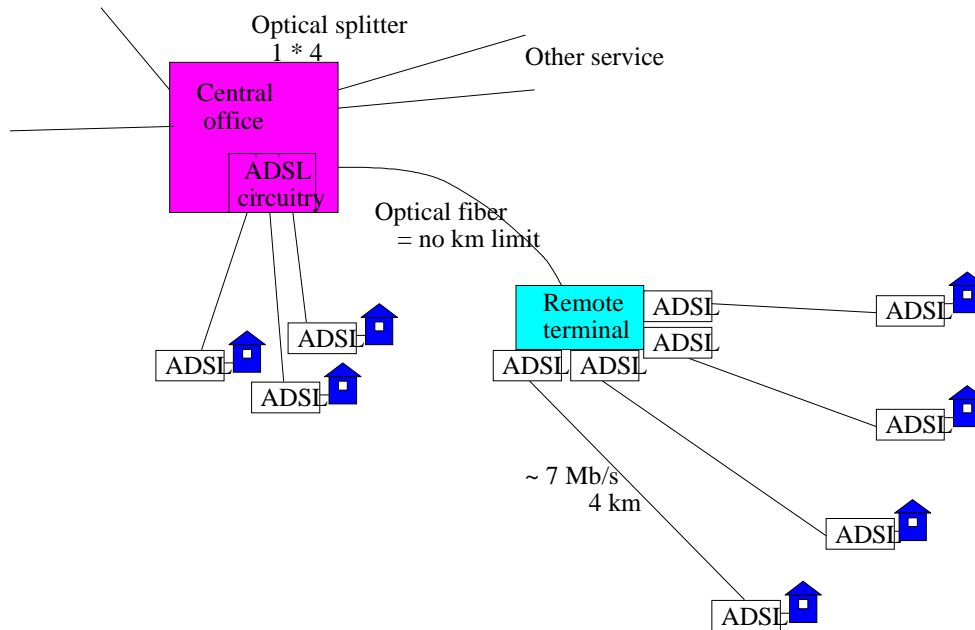 Optical splitter
1 * 4
Other service
Central
office
ADSL
circuitry
Optical fiber
= no km limit
Remote
terminal
ADSL
ADSL
ADSL
ADSL
ADSL
ADSL
ADSL
ADSL
ADSL
~ 7 Mb/s
4 km
ADSL
ADSL